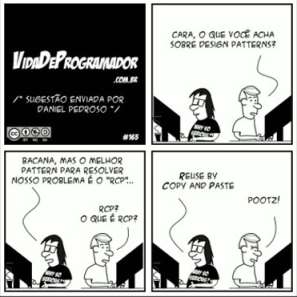 VIDADEPROGRAMADOR
.COM.BR
/* SUGESTÃO ENVIADA POR
DANIEL PEDROSO */
#165
CARA, O QUE VOCÊ ACHA
SOBRE DESIGN PATTERNS?
BACANA, MAS O MELHOR
PATTERN PARA RESOLVER
NOSSO PROBLEMA É O "RCP"...
RCP?
O QUE É RCP?
REUSE BY
COPY AND PASTE
POOTZ!